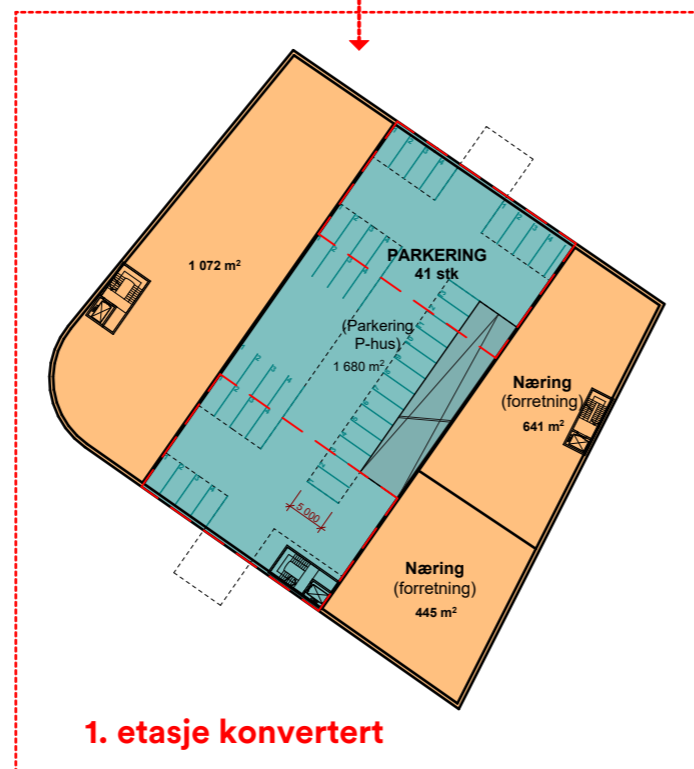 1 072 m²
PARKERING
41 stk
(Parkering
P-hus)
1 680 m²
Næring
(forretning)
641 m²
5 000
Næring
(forretning)
445 m²
1. etasje konvertert